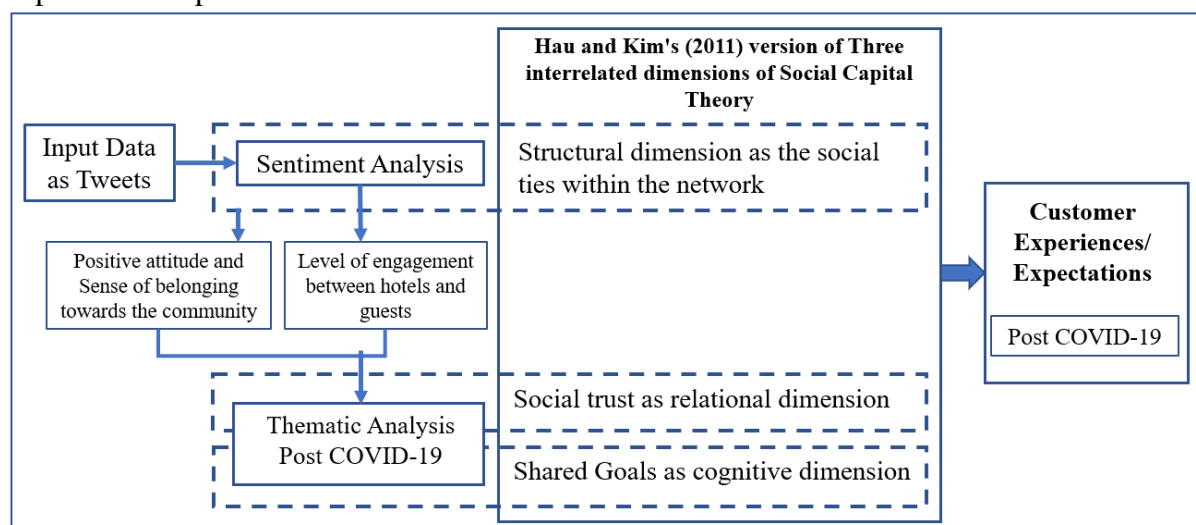 Hau and Kim's (2011) version of Three
interrelated dimensions of Social Capital
Theory
Input Data
as Tweets
Sentiment Analysis
Structural dimension as the social
ties within the network
Customer
Experiences/
Expectations
Post COVID-19
Positive attitude and
Sense of belonging
towards the community
Level of engagement
between hotels and
guests
Thematic Analysis
Post COVID-19
Social trust as relational dimension
Shared Goals as cognitive dimension